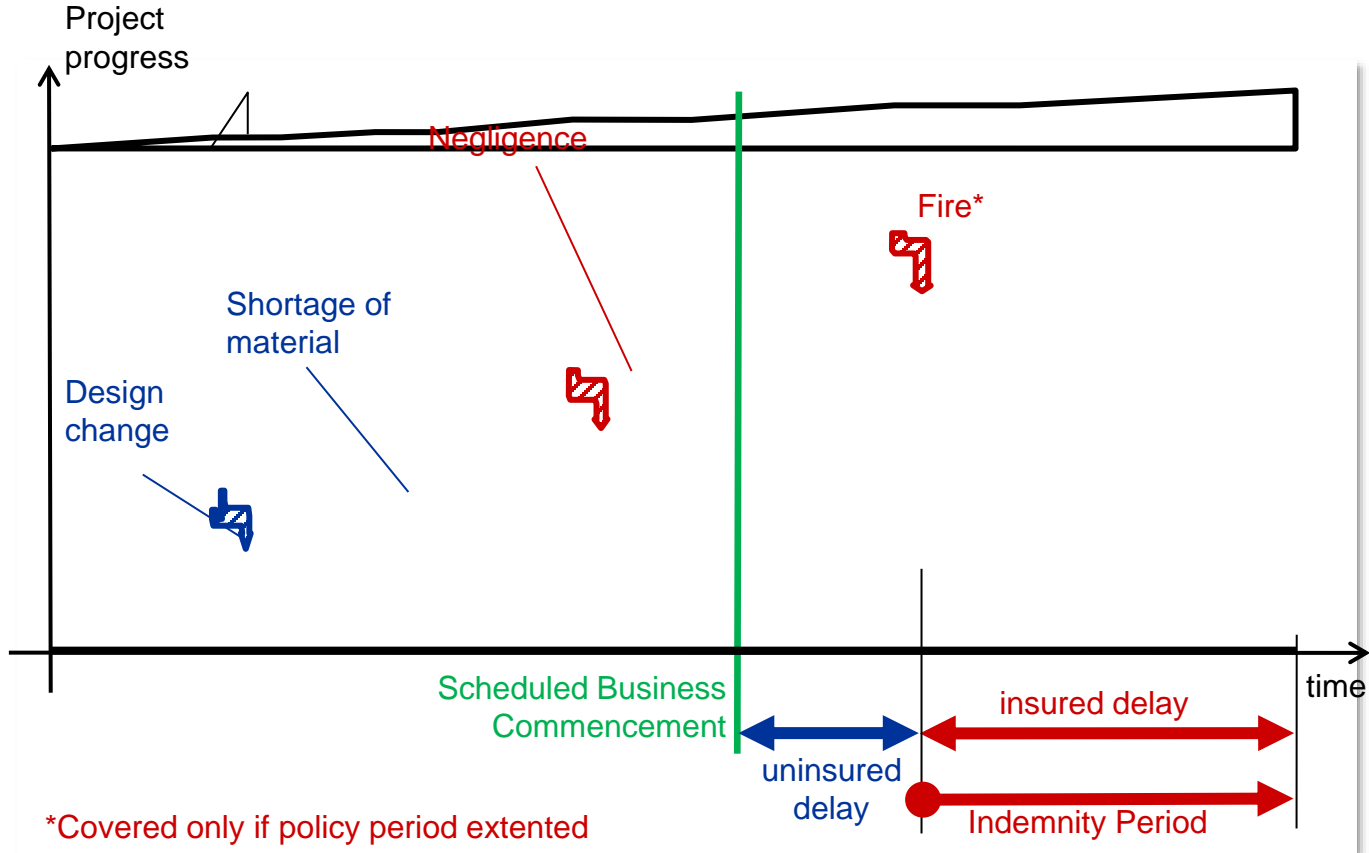 Project
progress
Negligence
Fire*
Shortage of
material
Design
change
time
Scheduled Business
Commencement
insured delay
uninsured
delay
Indemnity Period
*Covered only if policy period extented